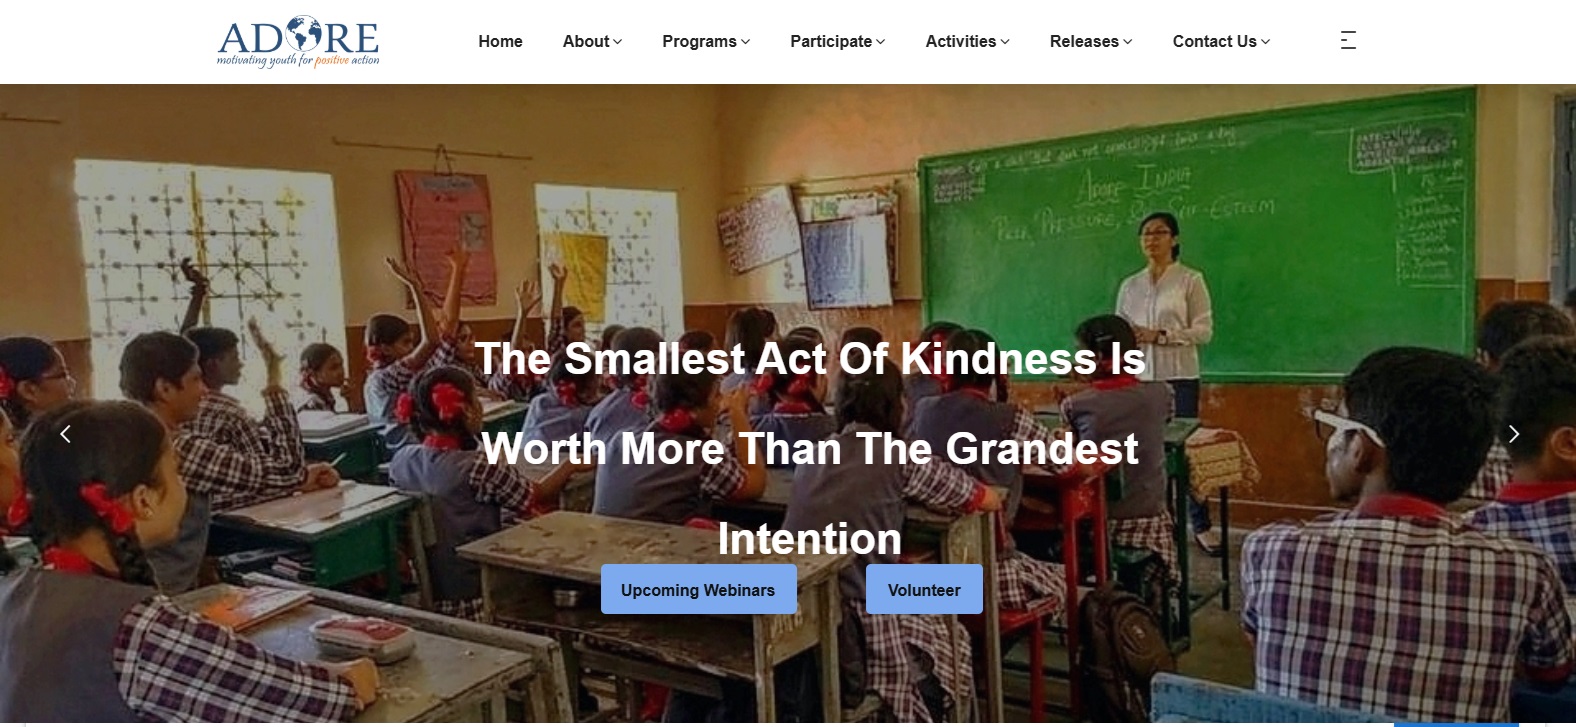 ADORE
motivating youth for positive action
Home
About
Programs
Participate
Activities
Releases
Contact Us
ADORE INDIA
PEER PRESSURE, SELF-ESTEEM
The Smallest Act Of Kindness Is
Worth More Than The Grandest
Intention
Upcoming Webinars
Volunteer